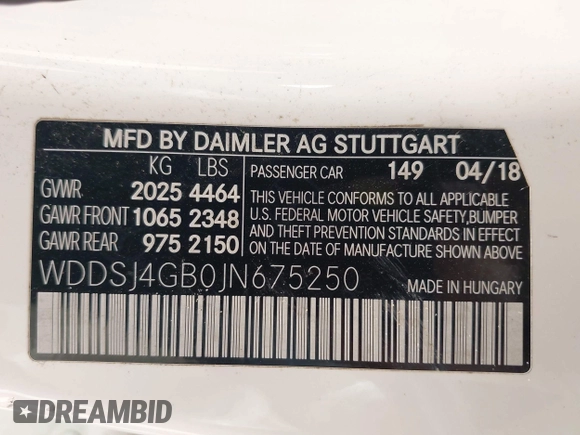 MFD BY DAIMLER AG STUTTGART
KG LBS
GVWR 2025 4464
GAWR FRONT 1065 2348
GAWR REAR 975 2150
PASSENGER CAR 149 04/18
THIS VEHICLE CONFORMS TO ALL APPLICABLE
U.S. FEDERAL MOTOR VEHICLE SAFETY,BUMPER
AND THEFT PREVENTION STANDARDS IN EFFECT
ON THE DATE OF MANUFACTURE SHOWN ABOVE.
WDDSJ4GB0JN675250
MADE IN HUNGARY
DREAMBID